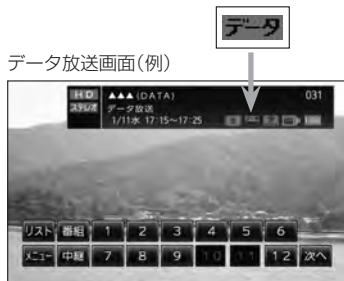 データ
データ放送画面(例)
HD ▲▲▲(DATA) 031
ステレオ データ放送
1/11水 17:15~17:25
リスト 番組 1 2 3 4 5 6
メニュー 中継 7 8 9 10 11 12 次へ